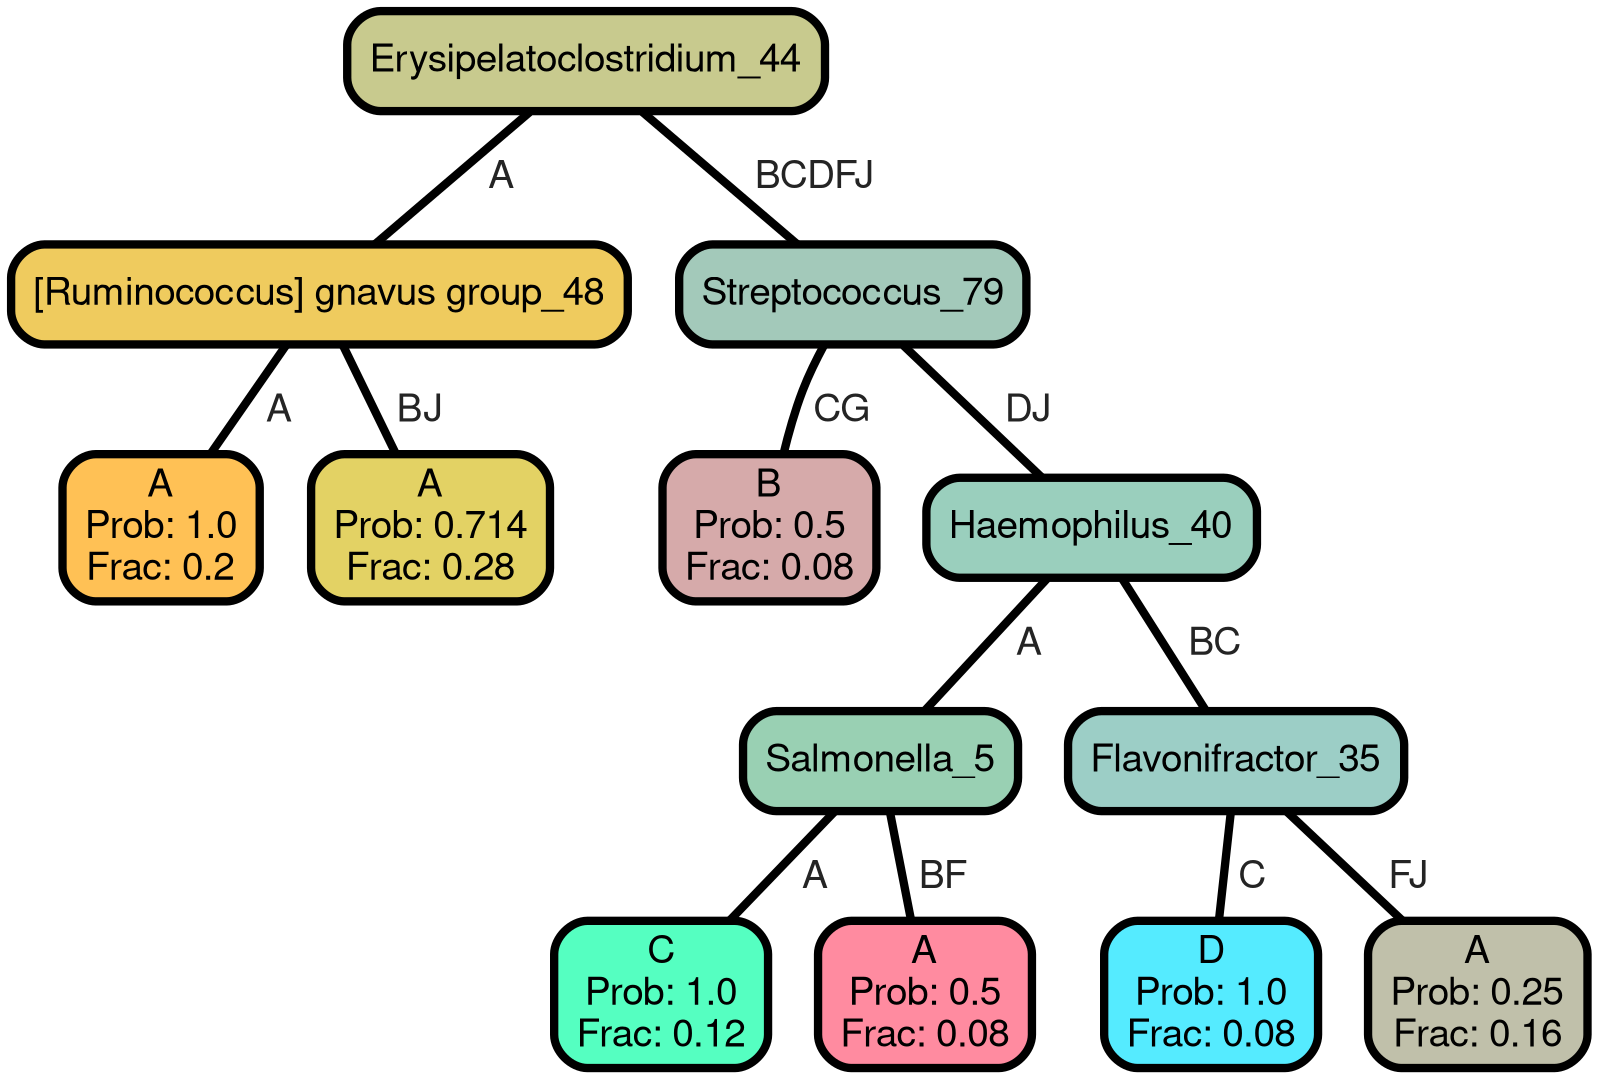 Erysipelatoclostridium_44
A
BCDFJ
[Ruminococcus] gnavus group_48
Streptococcus_79
A
BJ
CG
DJ
A
Prob: 1.0
Frac: 0.2
A
Prob: 0.714
Frac: 0.28
B
Prob: 0.5
Frac: 0.08
Haemophilus_40
A
BC
Salmonella_5
Flavonifractor_35
A
BF
C
FJ
C
Prob: 1.0
Frac: 0.12
A
Prob: 0.5
Frac: 0.08
D
Prob: 1.0
Frac: 0.08
A
Prob: 0.25
Frac: 0.16